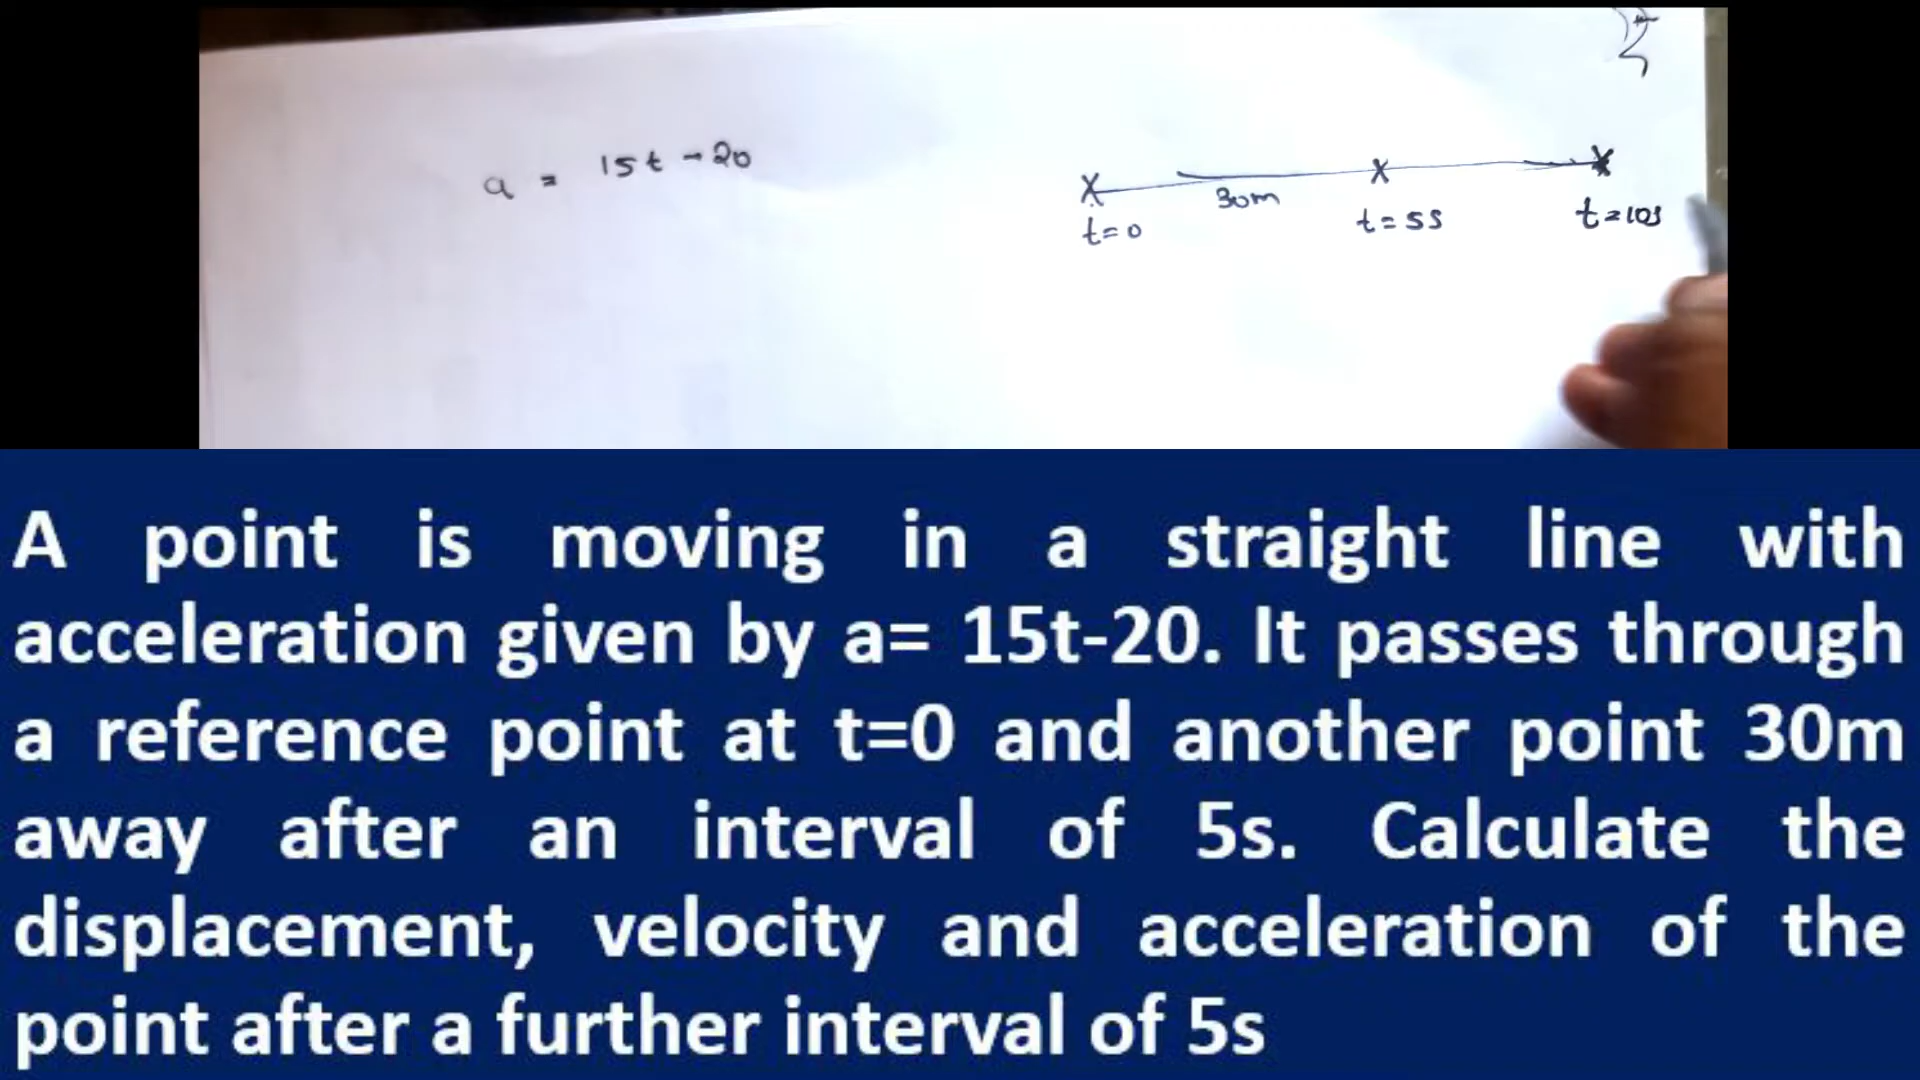 a = 15t - 20
30m
t=0
t = 5s
t = 10s
A point is moving in a straight line with
acceleration given by a= 15t-20. It passes through
a reference point at t=0 and another point 30m
away after an interval of 5s. Calculate the
displacement, velocity and acceleration of the
point after a further interval of 5s